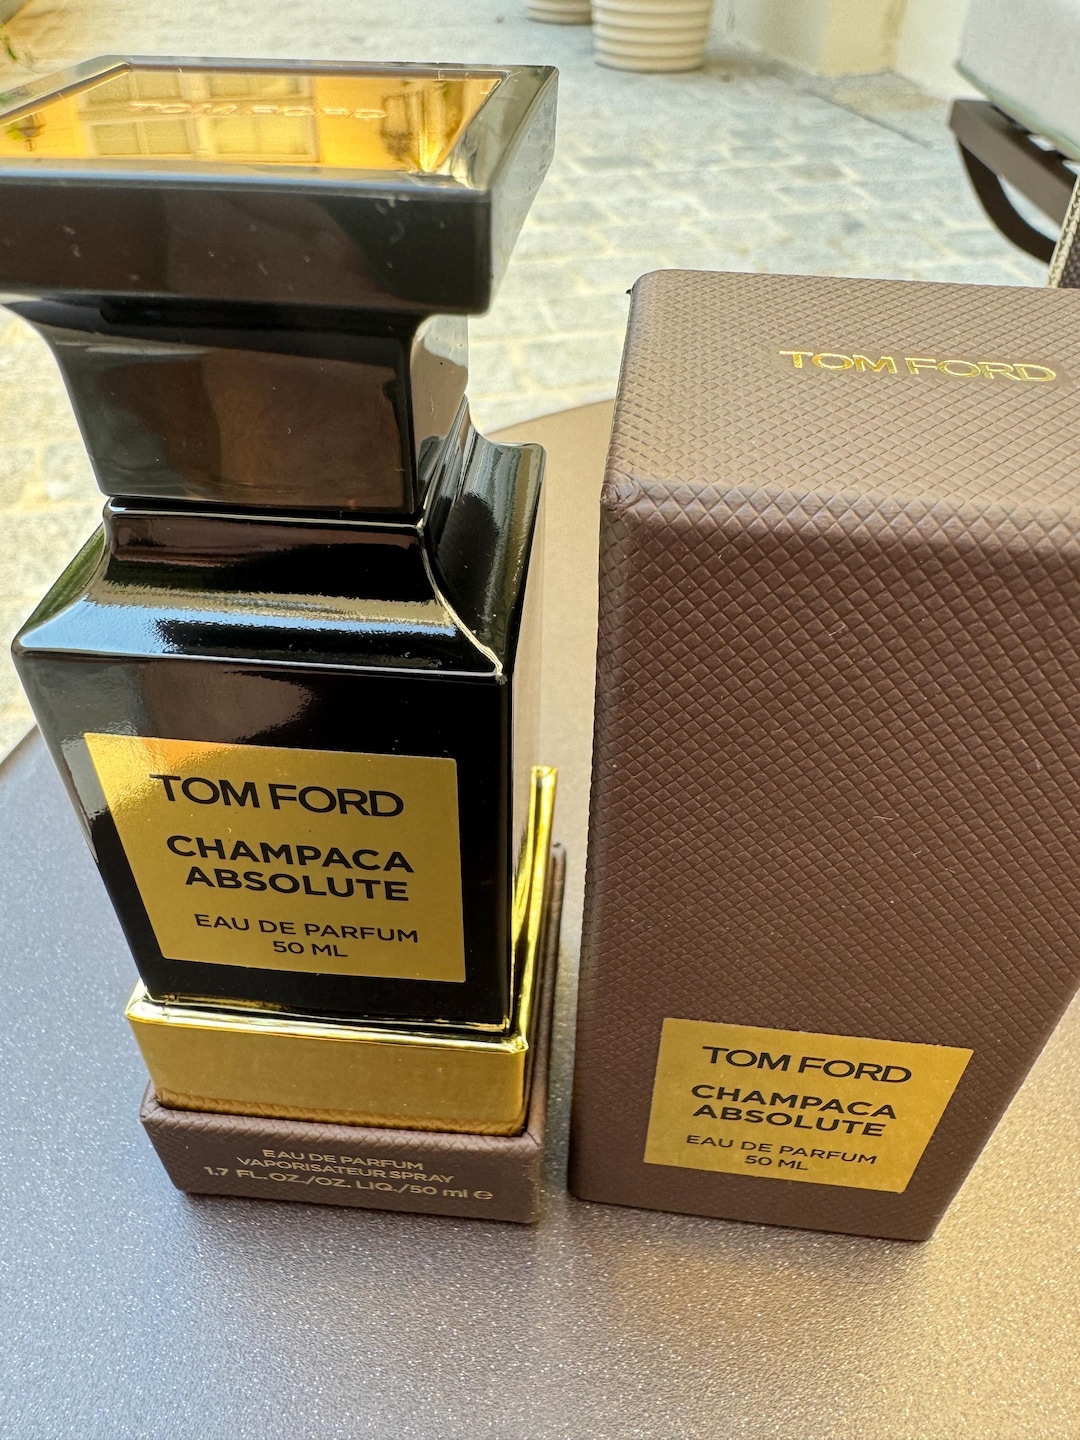 TOM FORD
TOM FORD
CHAMPACA
ABSOLUTE
EAU DE PARFUM
50 ML
EAU DE PARFUM
VAPORISATEUR SPRAY
1.7 FL.OZ./OZ. LIQ./50 ml ℮
TOM FORD
TOM FORD
CHAMPACA
ABSOLUTE
EAU DE PARFUM
50 ML